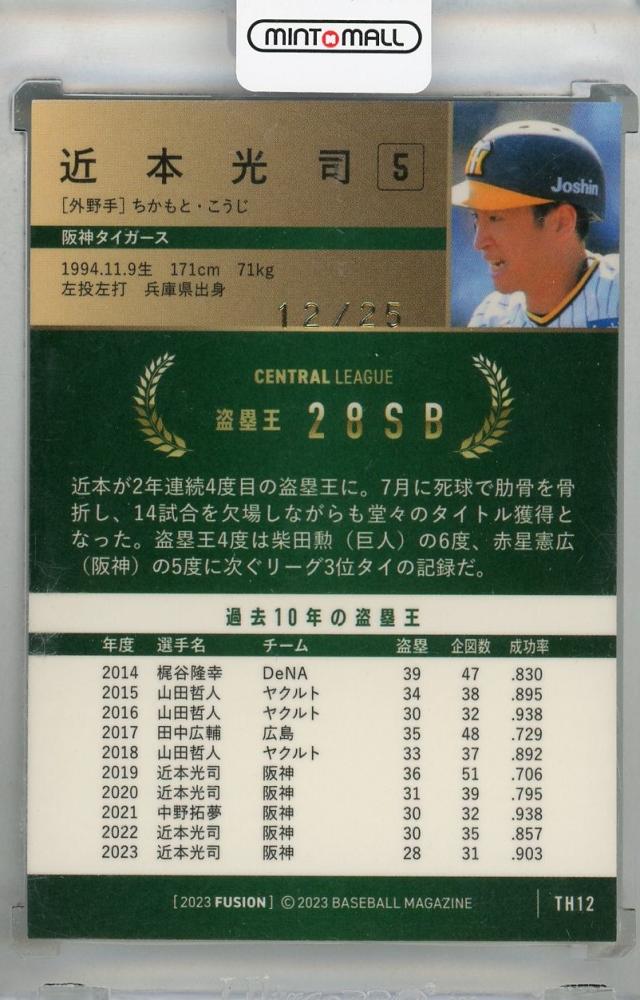 MINT MALL
近本光司 5
[外野手]ちかもと・こうじ
Joshin
阪神タイガース
1994.11.9生 171cm 71kg
左投左打 兵庫県出身
12/25
CENTRAL LEAGUE
盗塁王 28SB
近本が2年連続4度目の盗塁王に。7月に死球で肋骨を骨
折し、14試合を欠場しながらも堂々のタイトル獲得と
なった。盗塁王4度は柴田勲（巨人）の6度、赤星憲広
（阪神）の5度に次ぐリーグ3位タイの記録だ。
過去10年の盗塁王
年度 選手名 チーム 盗塁 企図数 成功率
2014 梶谷隆幸 DeNA 39 47 .830
2015 山田哲人 ヤクルト 34 38 .895
2016 山田哲人 ヤクルト 30 32 .938
2017 田中広輔 広島 35 48 .729
2018 山田哲人 ヤクルト 33 37 .892
2019 近本光司 阪神 36 51 .706
2020 近本光司 阪神 31 39 .795
2021 中野拓夢 阪神 30 32 .938
2022 近本光司 阪神 30 35 .857
2023 近本光司 阪神 28 31 .903
[2023 FUSION] ©2023 BASEBALL MAGAZINE TH12